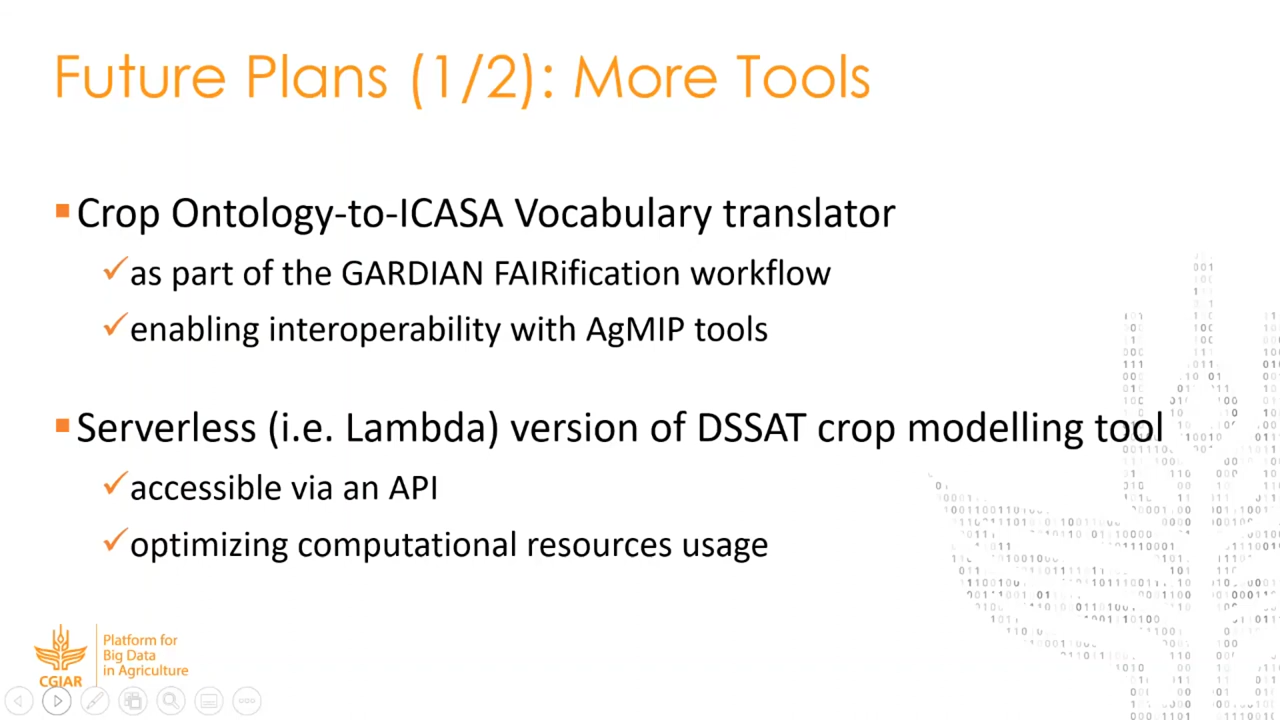 Future Plans (1/2): More Tools
Crop Ontology-to-ICASA Vocabulary translator
as part of the GARDIAN FAIRification workflow
enabling interoperability with AgMIP tools
Serverless (i.e. Lambda) version of DSSAT crop modelling tool
accessible via an API
optimizing computational resources usage
Platform for
Big Data
in Agriculture
CGIAR